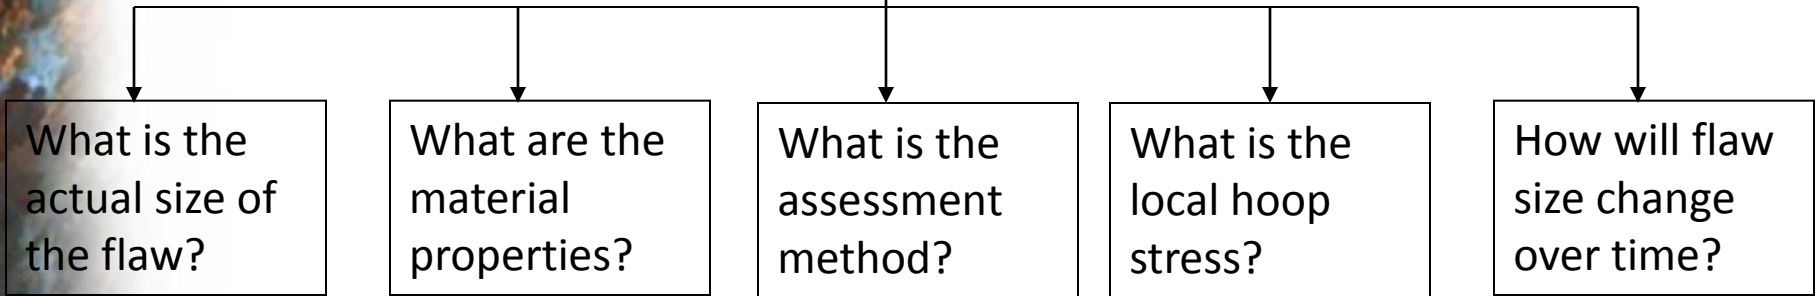 What is the
actual size of
the flaw?
What are the
material
properties?
What is the
assessment
method?
What is the
local hoop
stress?
How will flaw
size change
over time?